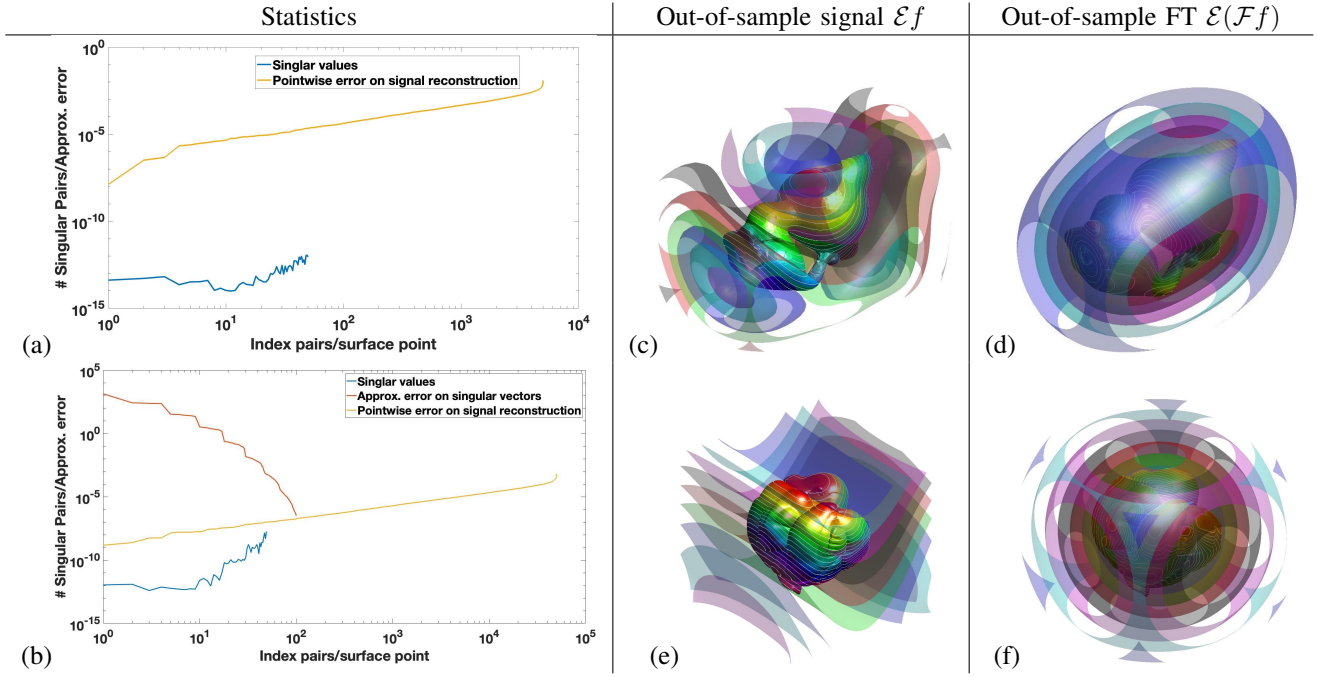 Statistics
Out-of-sample signal ℰf
Out-of-sample FT ℰ(ℱf)
10^0
10^-5
10^-10
10^-15
# Singular Pairs/Approx. error
Singlar values
Pointwise error on signal reconstruction
10^0
10^1
10^2
10^3
10^4
Index pairs/surface point
(a)
(c)
(d)
10^5
10^0
10^-5
10^-10
10^-15
# Singular Pairs/Approx. error
Singlar values
Approx. error on singular vectors
Pointwise error on signal reconstruction
10^0
10^1
10^2
10^3
10^4
10^5
Index pairs/surface point
(b)
(e)
(f)